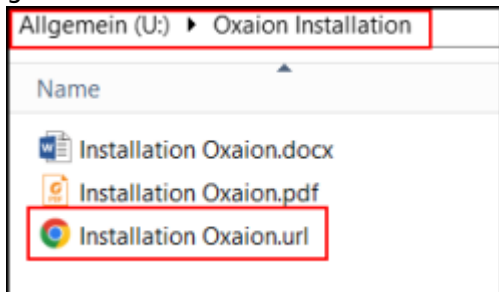 Allgemein (U:) ▸ Oxaion Installation
Name
Installation Oxaion.docx
Installation Oxaion.pdf
Installation Oxaion.url